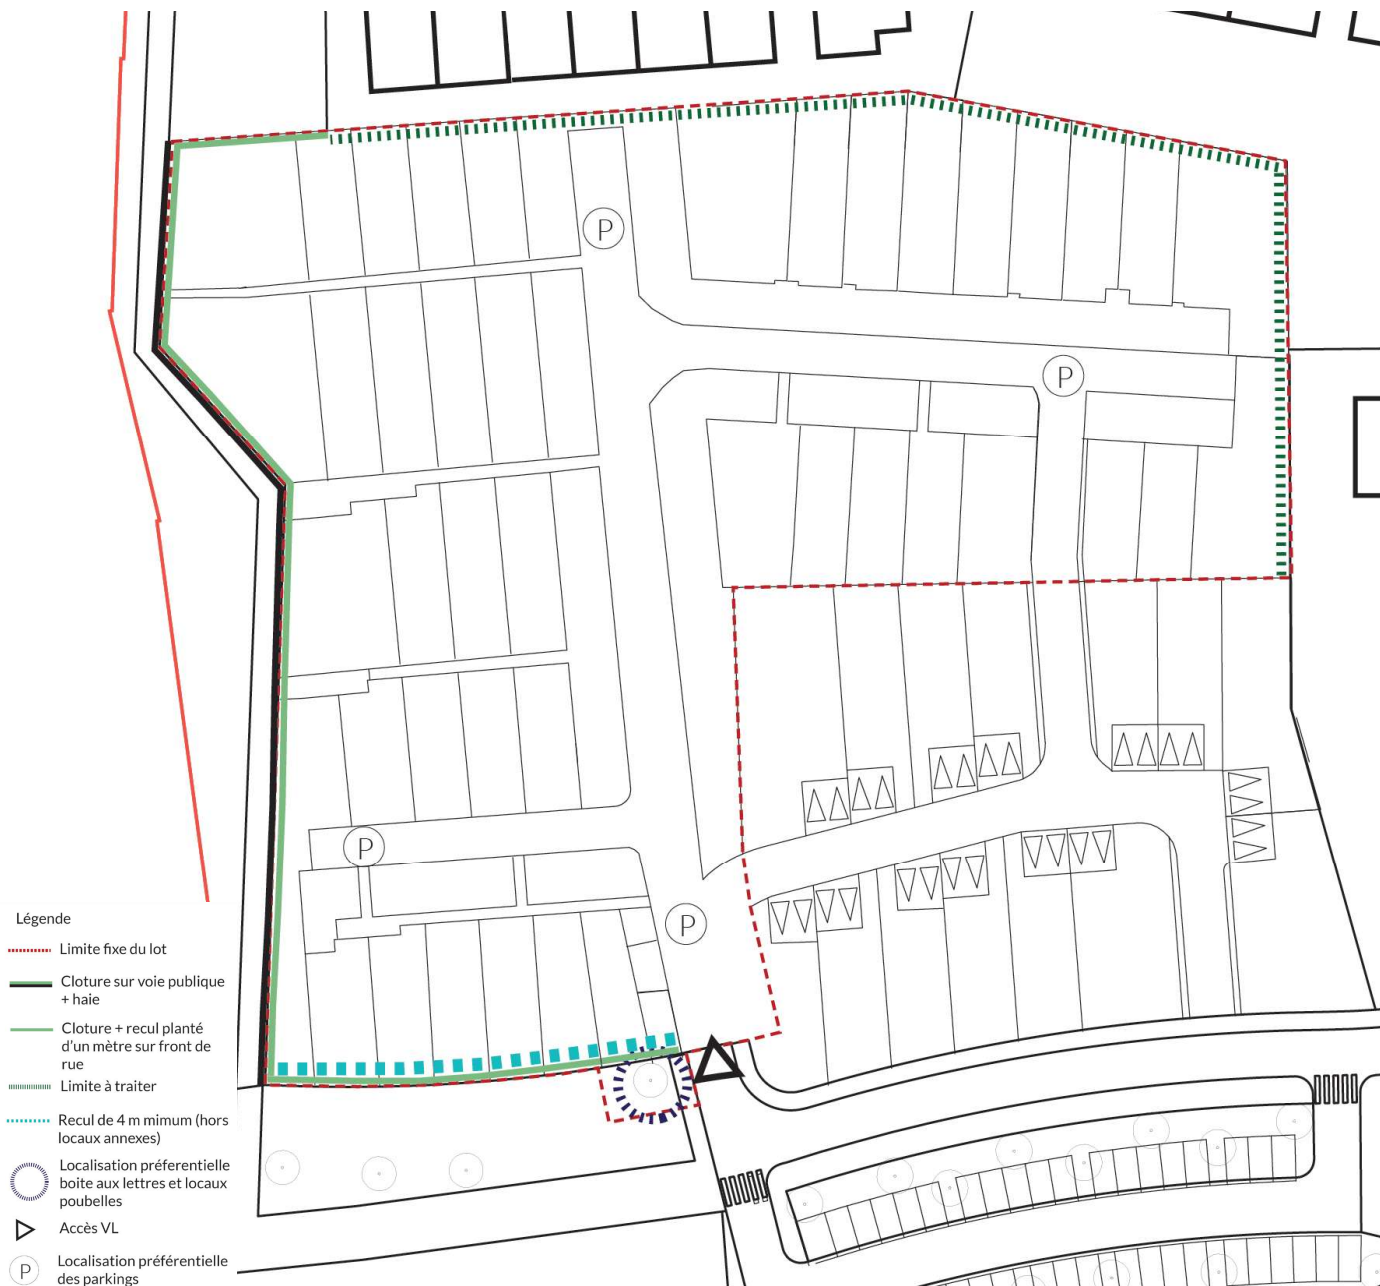 P
P
P
P
Légende
Limite fixe du lot
Cloture sur voie publique
+ haie
Cloture + recul planté
d'un mètre sur front de
rue
Limite à traiter
Recul de 4 m mimum (hors
locaux annexes)
Localisation préferentielle
boite aux lettres et locaux
poubelles
Accès VL
P
Localisation préférentielle
des parkings